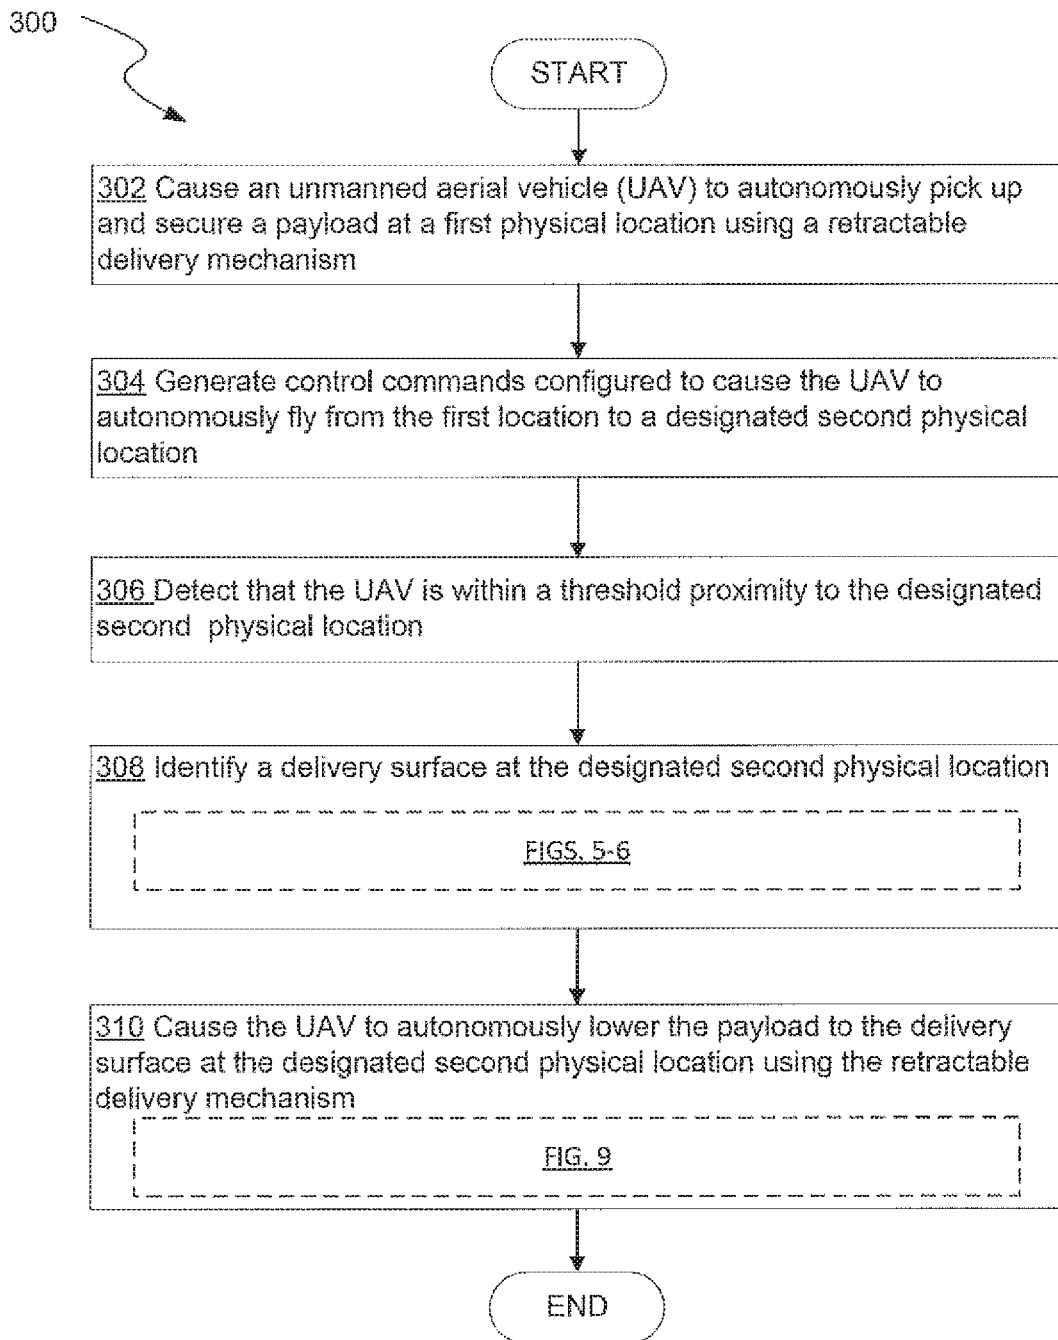 300
START
302 Cause an unmanned aerial vehicle (UAV) to autonomously pick up
and secure a payload at a first physical location using a retractable
delivery mechanism
304 Generate control commands configured to cause the UAV to
autonomously fly from the first location to a designated second physical
location
306 Detect that the UAV is within a threshold proximity to the designated
second physical location
308 Identify a delivery surface at the designated second physical location
FIGS. 5-6
310 Cause the UAV to autonomously lower the payload to the delivery
surface at the designated second physical location using the retractable
delivery mechanism
FIG. 9
END